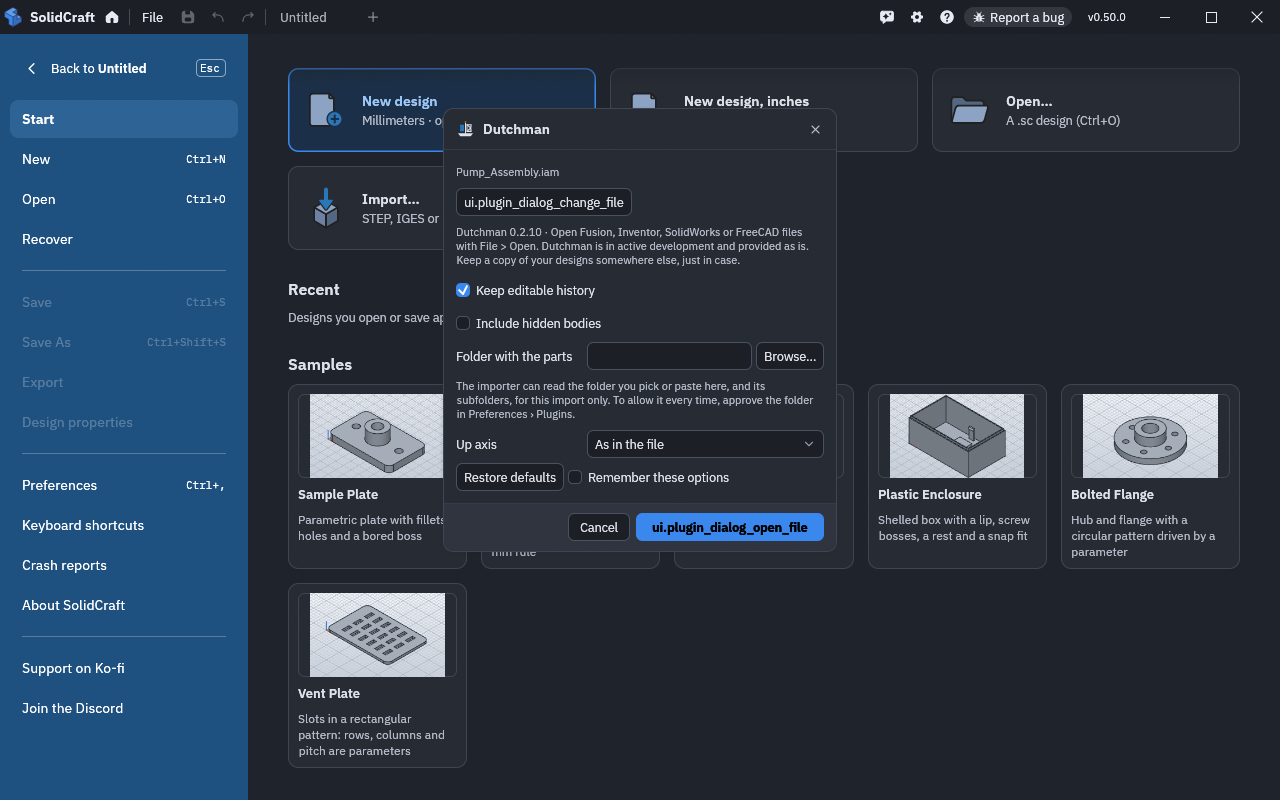 SolidCraft
File
Untitled
Report a bug
v0.50.0
Back to Untitled
Esc
Start
New
Ctrl+N
Open
Ctrl+O
Recover
Save
Ctrl+S
Save As
Ctrl+Shift+S
Export
Design properties
Preferences
Ctrl+,
Keyboard shortcuts
Crash reports
About SolidCraft
Support on Ko-fi
Join the Discord
New design
Millimeters ·
New design, inches
Open...
A .sc design (Ctrl+O)
Import...
STEP, IGES or
Recent
Designs you open or save
Samples
Dutchman
Pump_Assembly.iam
ui.plugin_dialog_change_file
Dutchman 0.2.10 · Open Fusion, Inventor, SolidWorks or FreeCAD files
with File > Open. Dutchman is in active development and provided as is.
Keep a copy of your designs somewhere else, just in case.
Keep editable history
Include hidden bodies
Folder with the parts
Browse...
The importer can read the folder you pick or paste here, and its
subfolders, for this import only. To allow it every time, approve the folder
in Preferences › Plugins.
Up axis
As in the file
Restore defaults
Remember these options
Cancel
ui.plugin_dialog_open_file
Sample Plate
Parametric plate with fillets
holes and a bored boss
Plastic Enclosure
Shelled box with a lip, screw
bosses, a rest and a snap fit
Bolted Flange
Hub and flange with a
circular pattern driven by a
parameter
Vent Plate
Slots in a rectangular
pattern: rows, columns and
pitch are parameters